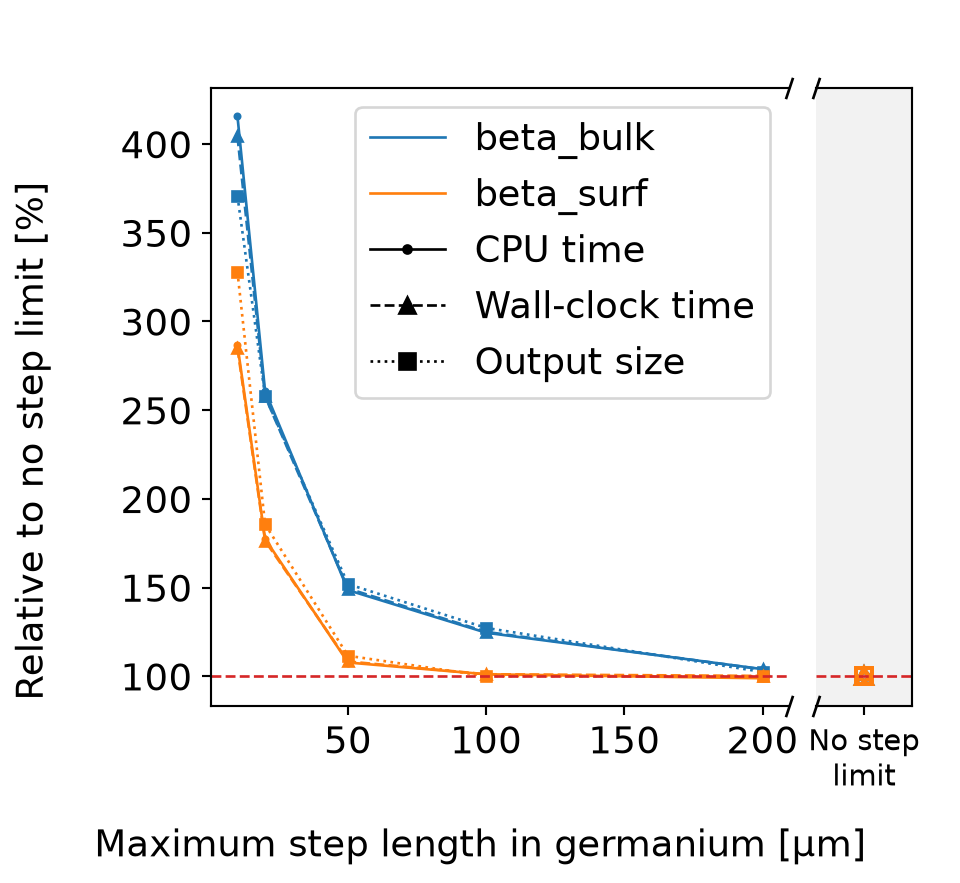 Relative to no step limit [%]
400
350
300
250
200
150
100
beta_bulk
beta_surf
CPU time
Wall-clock time
Output size
50
100
150
200
No step
limit
Maximum step length in germanium [μm]